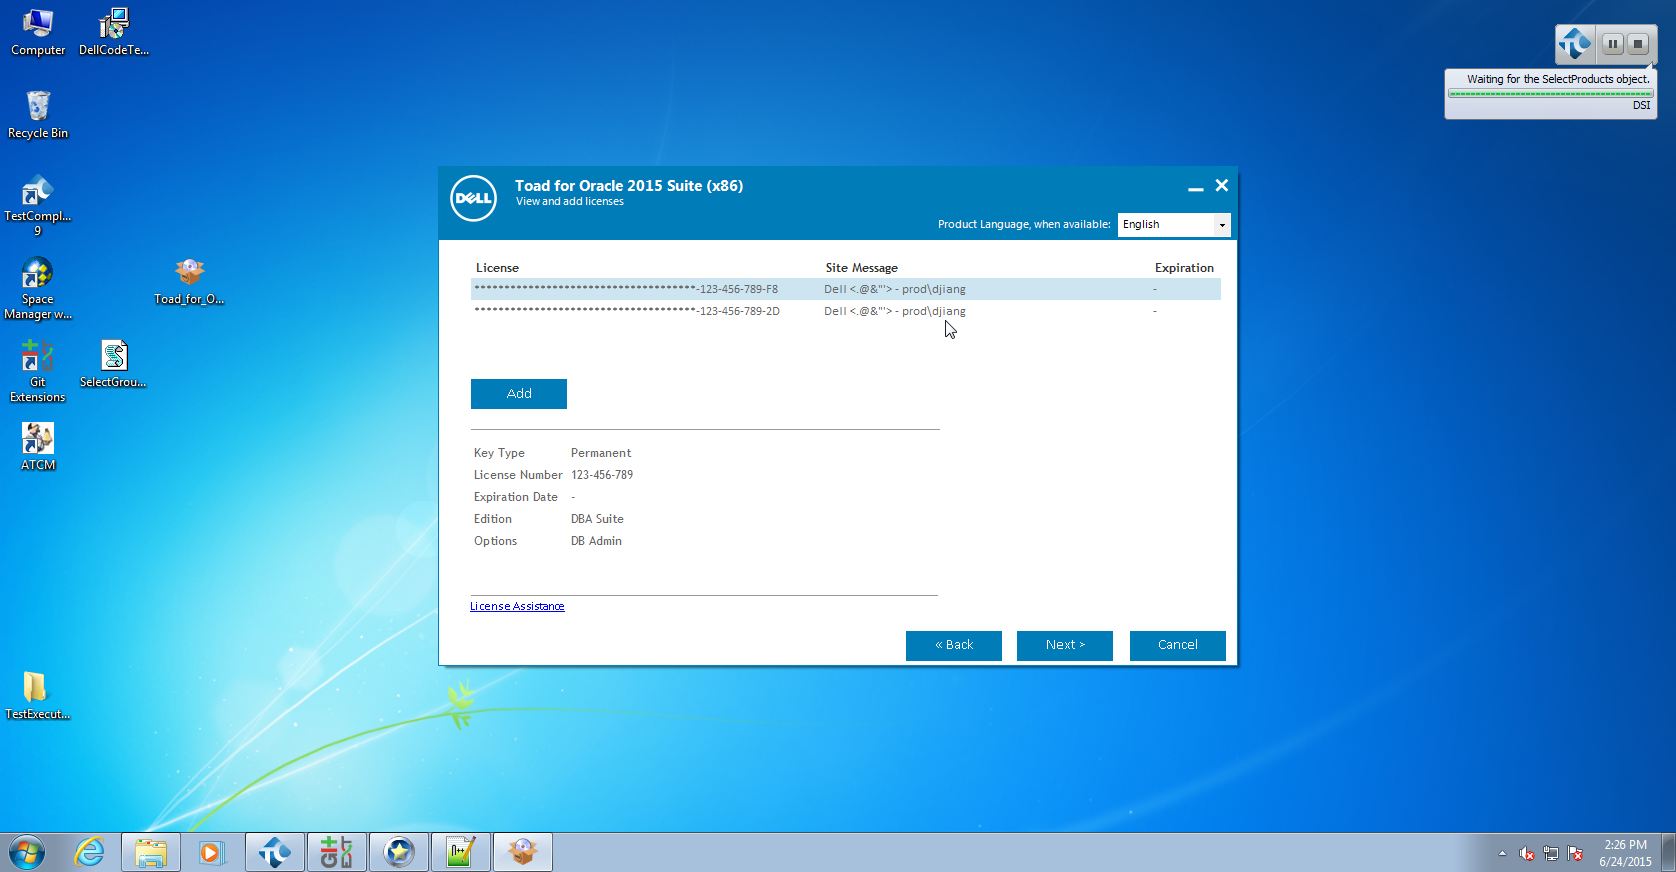 Computer
DellCodeTe...
Recycle Bin
TestCompl...
9
Space
Manager w...
Toad_for_O...
Git
Extensions
SelectGrou...
ATCM
TestExecut...
Waiting for the SelectProducts object.
DSI
DELL
Toad for Oracle 2015 Suite (x86)
View and add licenses
Product Language, when available: English
License Site Message Expiration
*************************************-123-456-789-F8 Dell <.@&"'> - prod\djiang -
*************************************-123-456-789-2D Dell <.@&"'> - prod\djiang -
Add
Key Type Permanent
License Number 123-456-789
Expiration Date -
Edition DBA Suite
Options DB Admin
License Assistance
« Back Next > Cancel
2:26 PM
6/24/2015